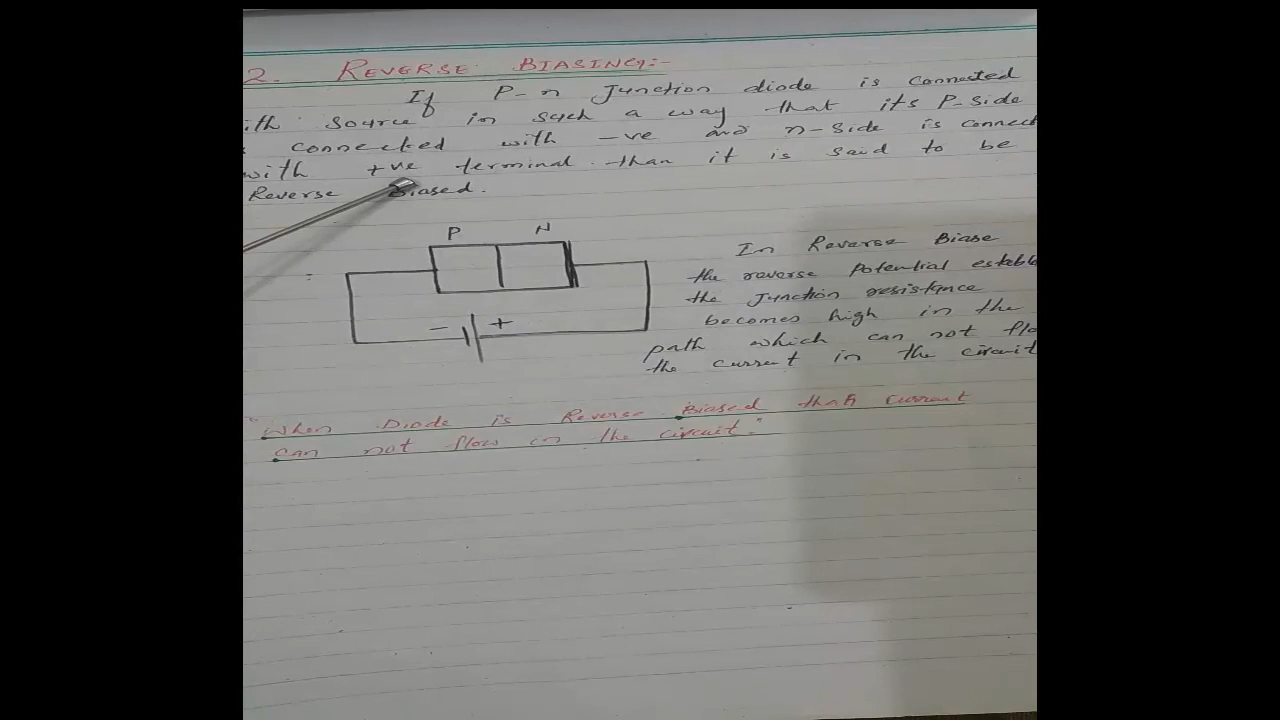 2. REVERSE BIASING:-
If P-n Junction diode is connected
ith source in such a way that its P-side
connected with -ve and n-side is connect
with +ve terminal than it is said to be
Reverse Biased.
P N
- +
In Reverse Biase
the reverse potential establ
the junction resistance
becomes high in the
path which can not flo
the current in the circuit
"When Diode is Reverse Biased than current
can not flow in the circuit."